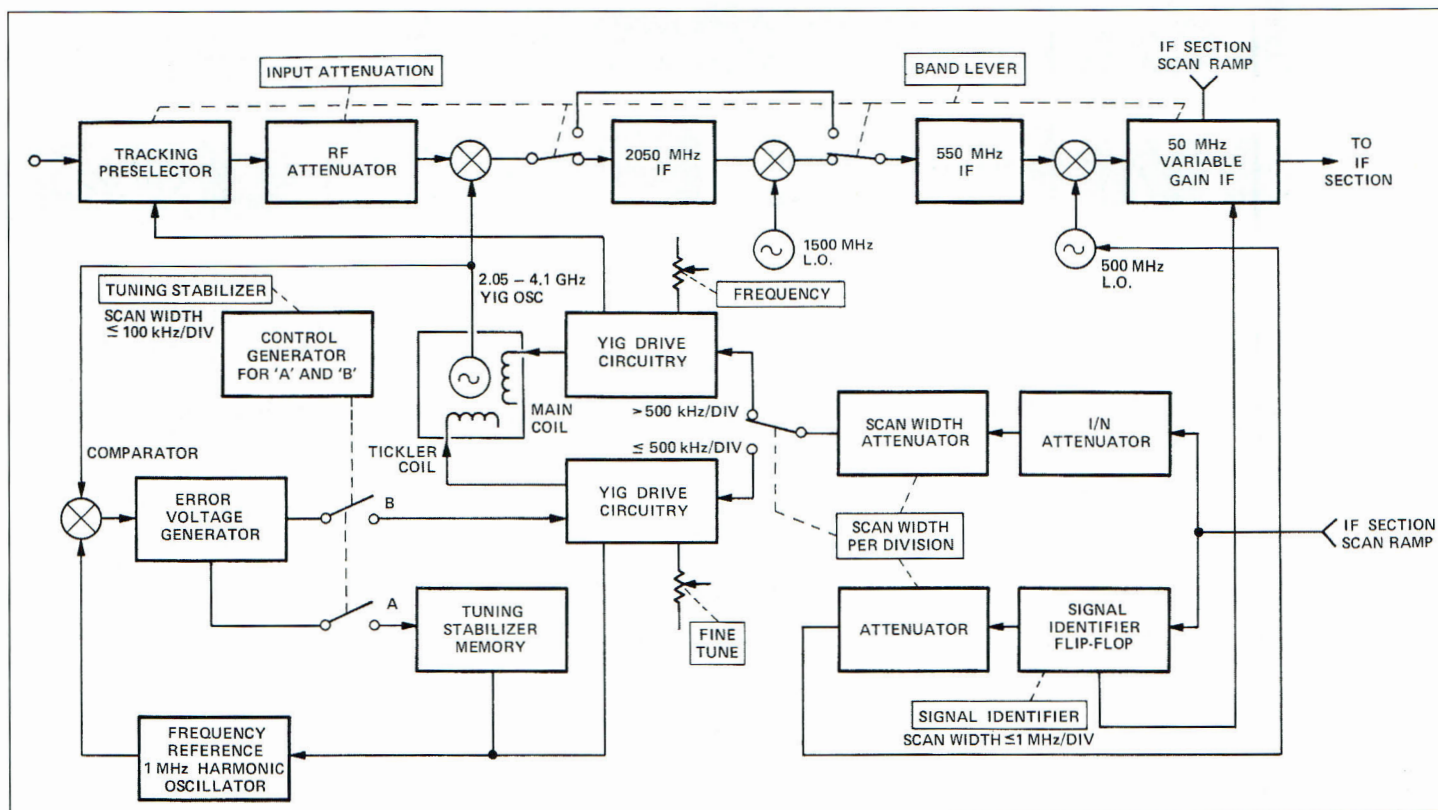 INPUT ATTENUATION
BAND LEVER
IF SECTION
SCAN RAMP
TRACKING
PRESELECTOR
RF
ATTENUATOR
2050 MHz
IF
550 MHz
IF
50 MHz
VARIABLE
GAIN IF
TO
IF
SECTION
1500 MHz
L.O.
500 MHz
L.O.
2.05 – 4.1 GHz
YIG OSC
FREQUENCY
TUNING STABILIZER
SCAN WIDTH
≦ 100 kHz/DIV
CONTROL
GENERATOR
FOR 'A' AND 'B'
YIG DRIVE
CIRCUITRY
MAIN
COIL
> 500 kHz/DIV
≦ 500 kHz/DIV
SCAN WIDTH
ATTENUATOR
I/N
ATTENUATOR
TICKLER
COIL
COMPARATOR
ERROR
VOLTAGE
GENERATOR
B
YIG DRIVE
CIRCUITRY
SCAN WIDTH
PER DIVISION
IF SECTION
SCAN RAMP
A
TUNING
STABILIZER
MEMORY
FINE
TUNE
ATTENUATOR
SIGNAL
IDENTIFIER
FLIP-FLOP
SIGNAL IDENTIFIER
SCAN WIDTH ≦1 MHz/DIV
FREQUENCY
REFERENCE
1 MHz HARMONIC
OSCILLATOR